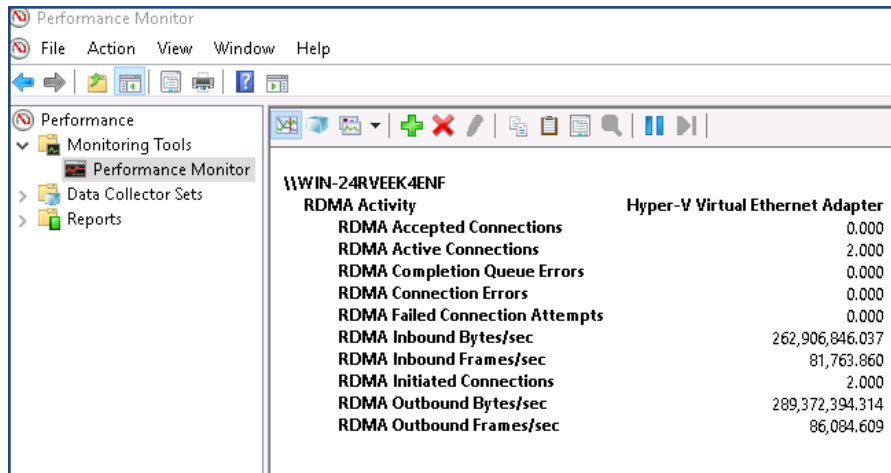 Performance Monitor
File Action View Window Help
Performance
Monitoring Tools
Performance Monitor
Data Collector Sets
Reports
\\WIN-24RVEEK4ENF
RDMA Activity Hyper-V Virtual Ethernet Adapter
RDMA Accepted Connections 0.000
RDMA Active Connections 2.000
RDMA Completion Queue Errors 0.000
RDMA Connection Errors 0.000
RDMA Failed Connection Attempts 0.000
RDMA Inbound Bytes/sec 262,906,846.037
RDMA Inbound Frames/sec 81,763.860
RDMA Initiated Connections 2.000
RDMA Outbound Bytes/sec 289,372,394.314
RDMA Outbound Frames/sec 86,084.609